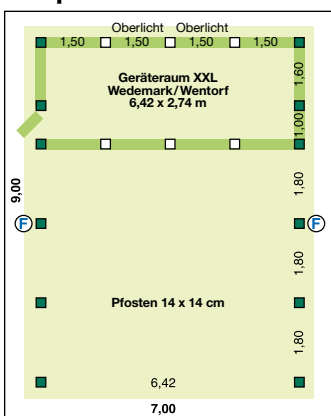 Oberlicht Oberlicht
1,50 1,50 1,50 1,50
Geräteraum XXL
Wedemark/Wentorf
6,42 x 2,74 m
1,60
1,00
1,80
9,00
F F
1,80
Pfosten 14 x 14 cm
1,80
6,42
7,00